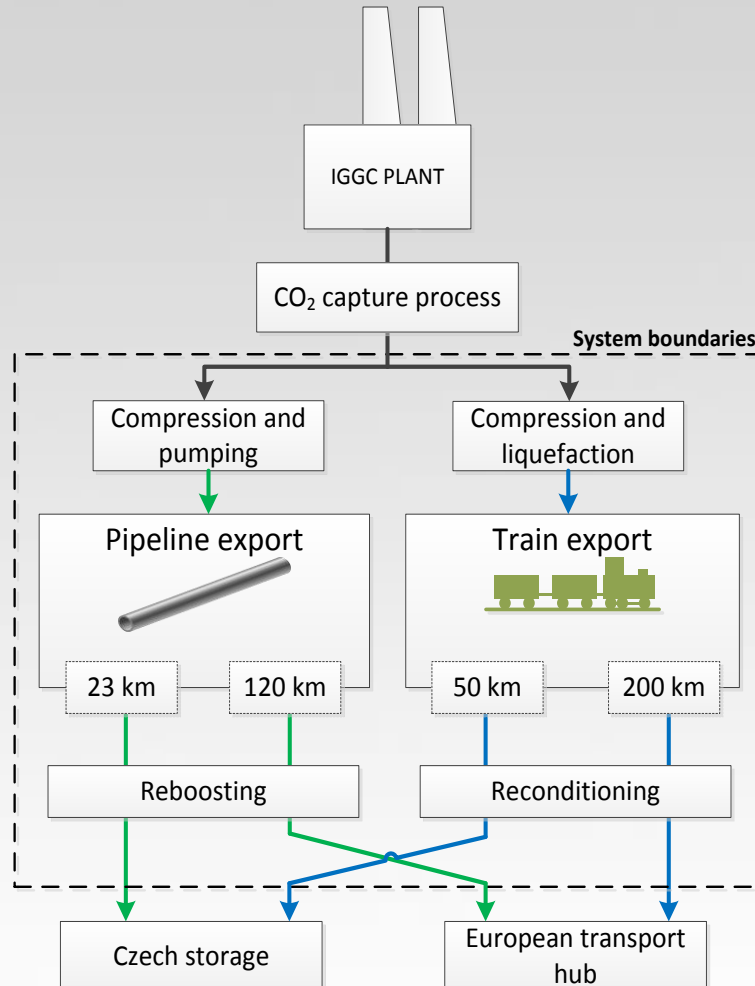 IGGC PLANT
CO₂ capture process
System boundaries
Compression and
pumping
Compression and
liquefaction
Pipeline export
Train export
23 km
120 km
50 km
200 km
Reboosting
Reconditioning
Czech storage
European transport
hub